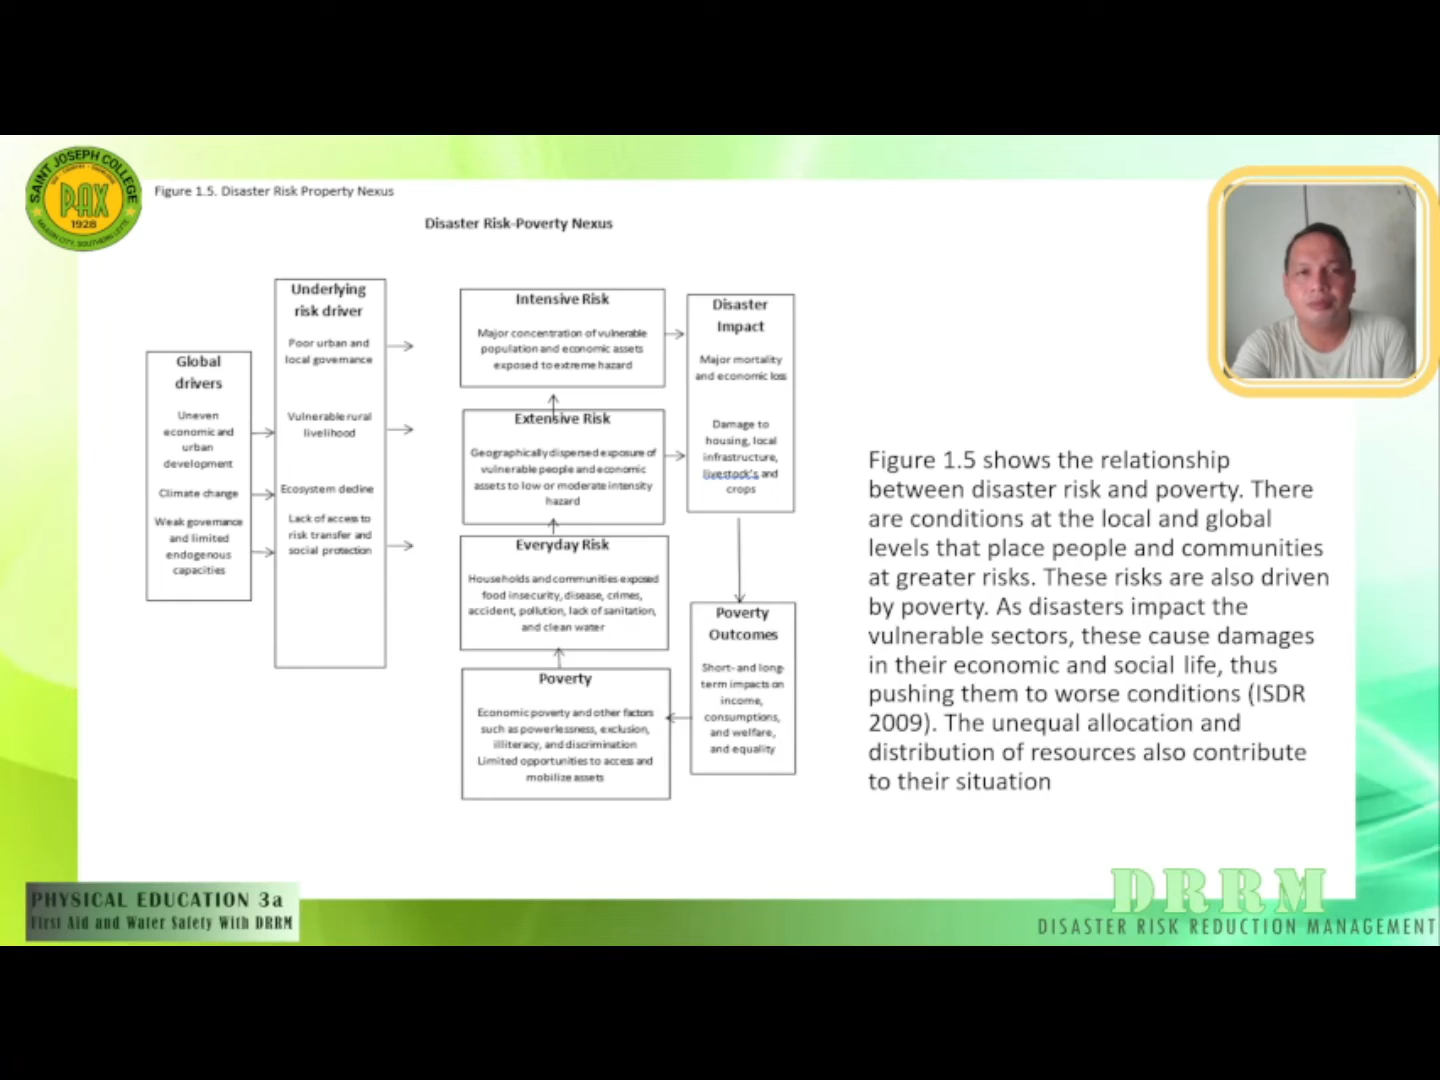 SAINT JOSEPH COLLEGE
PAX
1928
MAASIN CITY, SOUTHERN LEYTE
Figure 1.5. Disaster Risk Property Nexus
Disaster Risk-Poverty Nexus
Global
drivers
Uneven
economic and
urban
development
Climate change
Weak governance
and limited
endogenous
capacities
Underlying
risk driver
Poor urban and
local governance
Vulnerable rural
livelihood
Ecosystem decline
Lack of access to
risk transfer and
social protection
Intensive Risk
Major concentration of vulnerable
population and economic assets
exposed to extreme hazard
Extensive Risk
Geographically dispersed exposure of
vulnerable people and economic
assets to low or moderate intensity
hazard
Everyday Risk
Households and communities exposed
food insecurity, disease, crimes,
accident, pollution, lack of sanitation,
and clean water
Poverty
Economic poverty and other factors
such as powerlessness, exclusion,
illiteracy, and discrimination
Limited opportunities to access and
mobilize assets
Disaster
Impact
Major mortality
and economic loss
Damage to
housing, local
infrastructure,
livestock's and
crops
Poverty
Outcomes
Short- and long-
term impacts on
income,
consumptions,
and welfare,
and equality
Figure 1.5 shows the relationship
between disaster risk and poverty. There
are conditions at the local and global
levels that place people and communities
at greater risks. These risks are also driven
by poverty. As disasters impact the
vulnerable sectors, these cause damages
in their economic and social life, thus
pushing them to worse conditions (ISDR
2009). The unequal allocation and
distribution of resources also contribute
to their situation
PHYSICAL EDUCATION 3a
First Aid and Water Safety With DRRM
DRRM
DISASTER RISK REDUCTION MANAGEMENT